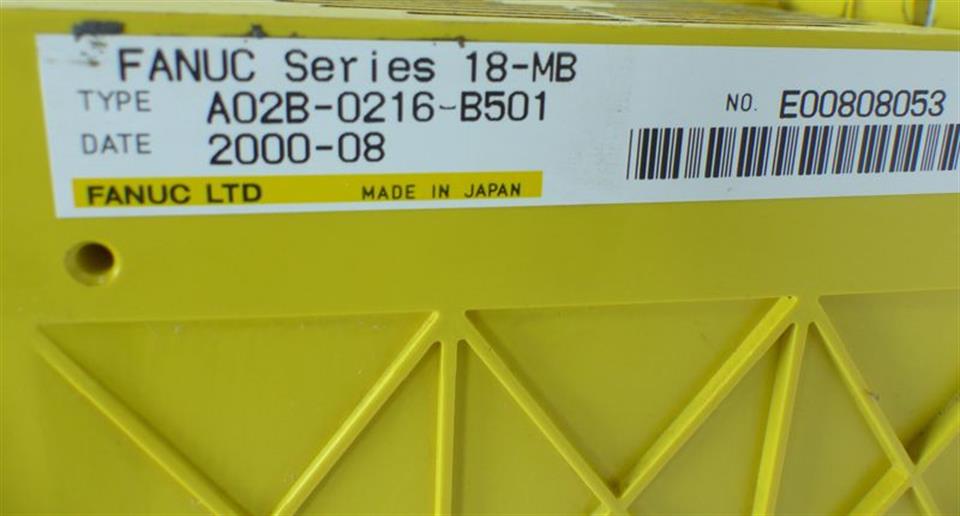 FANUC Series 18-MB
TYPE A02B-0216-B501
NO. E00808053
DATE 2000-08
FANUC LTD MADE IN JAPAN